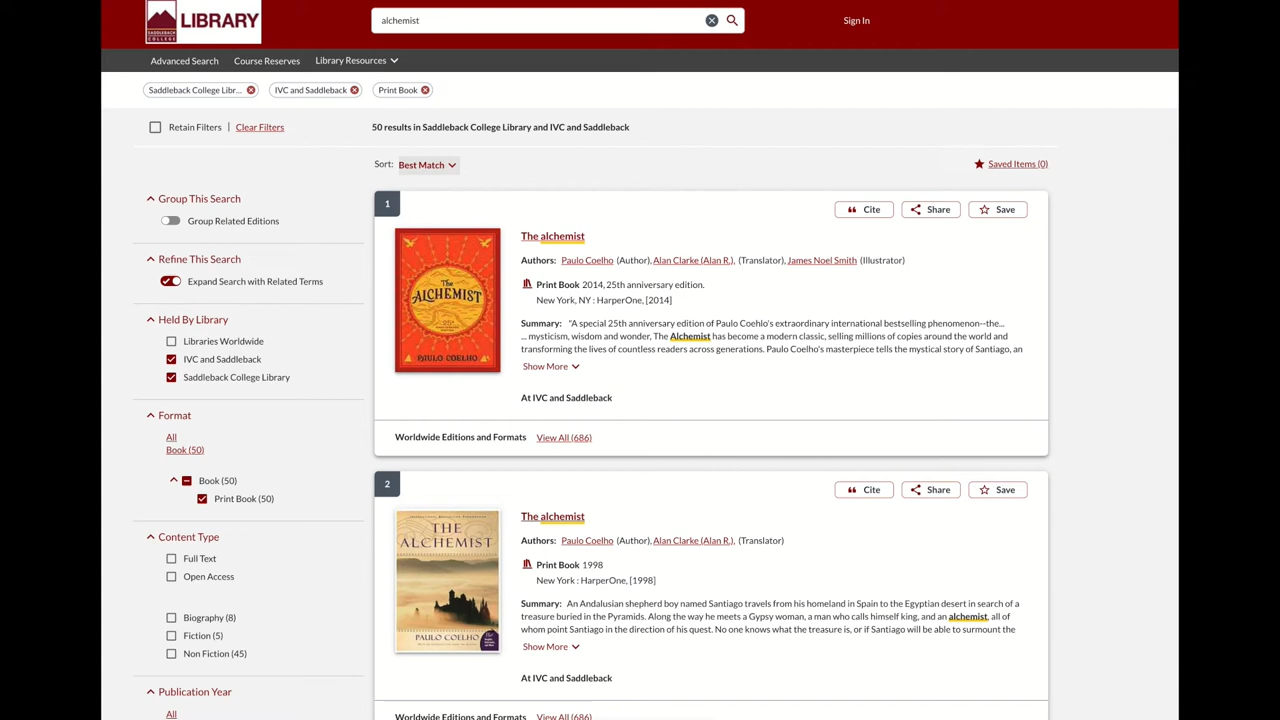 LIBRARY
SADDLEBACK COLLEGE
alchemist
Sign In
Advanced Search Course Reserves Library Resources
Saddleback College Libr... IVC and Saddleback Print Book
Retain Filters | Clear Filters
50 results in Saddleback College Library and IVC and Saddleback
Sort: Best Match
Saved Items (0)
Group This Search
Group Related Editions
Refine This Search
Expand Search with Related Terms
Held By Library
Libraries Worldwide
IVC and Saddleback
Saddleback College Library
Format
All
Book (50)
Book (50)
Print Book (50)
Content Type
Full Text
Open Access
Biography (8)
Fiction (5)
Non Fiction (45)
Publication Year
All
1
Cite Share Save
The
ALCHEMIST
PAULO COELHO
The alchemist
Authors: Paulo Coelho (Author), Alan Clarke (Alan R.), (Translator), James Noel Smith (Illustrator)
Print Book 2014, 25th anniversary edition.
New York, NY : HarperOne, [2014]
Summary: "A special 25th anniversary edition of Paulo Coehlo's extraordinary international bestselling phenomenon--the...
... mysticism, wisdom and wonder, The Alchemist has become a modern classic, selling millions of copies around the world and
transforming the lives of countless readers across generations. Paulo Coelho's masterpiece tells the mystical story of Santiago, an
Show More
At IVC and Saddleback
Worldwide Editions and Formats View All (686)
2
Cite Share Save
THE
ALCHEMIST
PAULO COELHO
The alchemist
Authors: Paulo Coelho (Author), Alan Clarke (Alan R.), (Translator)
Print Book 1998
New York : HarperOne, [1998]
Summary: An Andalusian shepherd boy named Santiago travels from his homeland in Spain to the Egyptian desert in search of a
treasure buried in the Pyramids. Along the way he meets a Gypsy woman, a man who calls himself king, and an alchemist, all of
whom point Santiago in the direction of his quest. No one knows what the treasure is, or if Santiago will be able to surmount the
Show More
At IVC and Saddleback
Worldwide Editions and Formats View All (686)